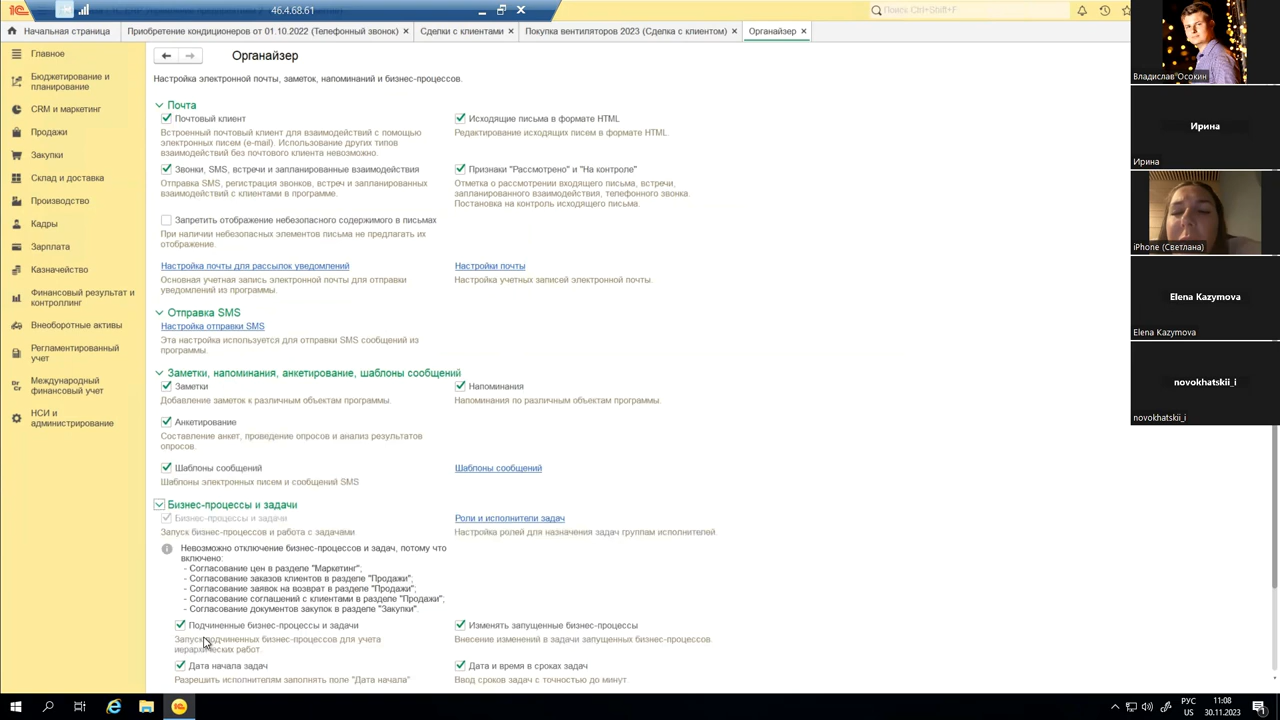 46.4.68.61
Поиск Ctrl+Shift+F
Начальная страница
Приобретение кондиционеров от 01.10.2022 (Телефонный звонок) ×
Сделки с клиентами ×
Покупка вентиляторов 2023 (Сделка с клиентом) ×
Органайзер ×
Главное
Бюджетирование и
планирование
CRM и маркетинг
Продажи
Закупки
Склад и доставка
Производство
Кадры
Зарплата
Казначейство
Финансовый результат и
контроллинг
Внеоборотные активы
Регламентированный
учет
Международный
финансовый учет
НСИ и
администрирование
Органайзер
Настройка электронной почты, заметок, напоминаний и бизнес-процессов.
Почта
Почтовый клиент
Встроенный почтовый клиент для взаимодействий с помощью
электронных писем (e-mail). Использование других типов
взаимодействий без почтового клиента невозможно.
Исходящие письма в формате HTML
Редактирование исходящих писем в формате HTML.
Звонки, SMS, встречи и запланированные взаимодействия
Отправка SMS, регистрация звонков, встреч и запланированных
взаимодействий с клиентами в программе.
Признаки "Рассмотрено" и "На контроле"
Отметка о рассмотрении входящего письма, встречи,
запланированного взаимодействия, телефонного звонка.
Постановка на контроль исходящего письма.
Запретить отображение небезопасного содержимого в письмах
При наличии небезопасных элементов письма не предлагать их
отображение.
Настройка почты для рассылок уведомлений
Основная учетная запись электронной почты для отправки
уведомлений из программы.
Настройки почты
Настройка учетных записей электронной почты.
Отправка SMS
Настройка отправки SMS
Эта настройка используется для отправки SMS сообщений из
программы.
Заметки, напоминания, анкетирование, шаблоны сообщений
Заметки
Добавление заметок к различным объектам программы.
Напоминания
Напоминания по различным объектам программы.
Анкетирование
Составление анкет, проведение опросов и анализ результатов
опросов.
Шаблоны сообщений
Шаблоны электронных писем и сообщений SMS
Шаблоны сообщений
Бизнес-процессы и задачи
Бизнес-процессы и задачи
Запуск бизнес-процессов и работа с задачами
Роли и исполнители задач
Настройка ролей для назначения задач группам исполнителей.
Невозможно отключение бизнес-процессов и задач, потому что
включено:
- Согласование цен в разделе "Маркетинг";
- Согласование заказов клиентов в разделе "Продажи";
- Согласование заявок на возврат в разделе "Продажи";
- Согласование соглашений с клиентами в разделе "Продажи";
- Согласование документов закупок в разделе "Закупки".
Подчиненные бизнес-процессы и задачи
Запуск подчиненных бизнес-процессов для учета
иерархических работ.
Изменять запущенные бизнес-процессы
Внесение изменений в задачи запущенных бизнес-процессов
Дата начала задач
Разрешить исполнителям заполнять поле "Дата начала"
Дата и время в сроках задач
Ввод сроков задач с точностью до минут
Владислав Осокин
Ирина
Ирина
iPhone (Светлана)
Elena Kazymova
Elena Kazymova
novokhatskii_i
novokhatskii_i
РУС
US
11:08
30.11.2023